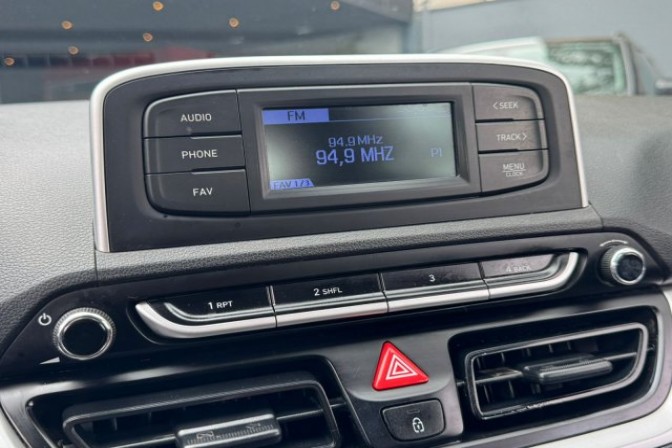 AUDIO
PHONE
FAV
FM
94,9 MHz
94,9 MHZ
P1
FAV 1/3
< SEEK
TRACK >
MENU
CLOCK
1 RPT
2 SHFL
3